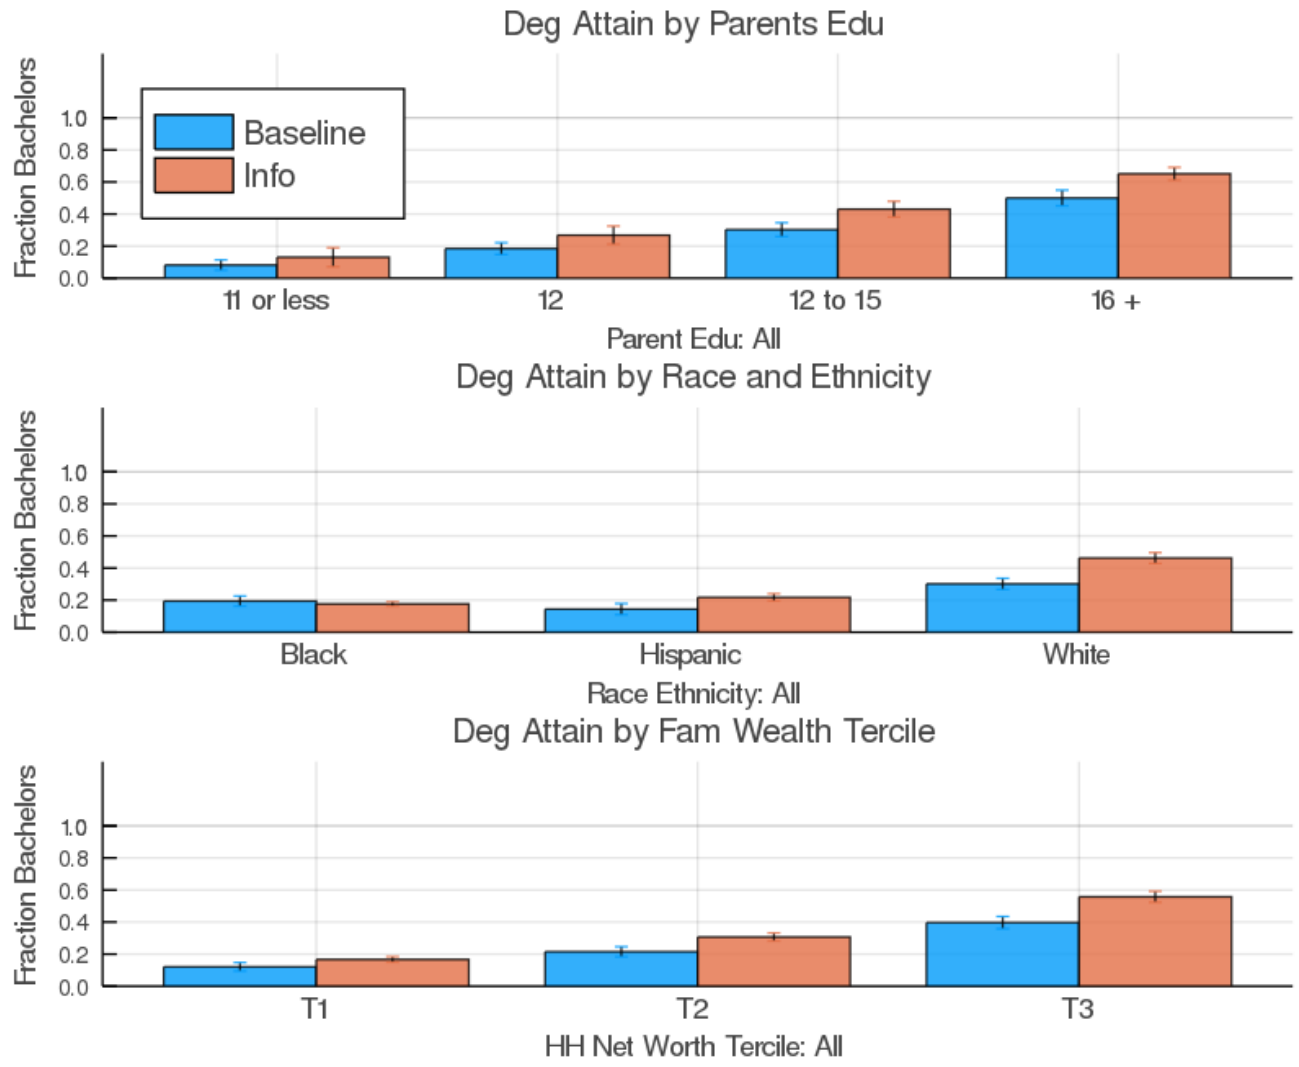 Deg Attain by Parents Edu
Fraction Bachelors
1.0
0.8
0.6
0.4
0.2
0.0
Baseline
Info
11 or less 12 12 to 15 16 +
Parent Edu: All
Deg Attain by Race and Ethnicity
Fraction Bachelors
1.0
0.8
0.6
0.4
0.2
0.0
Black Hispanic White
Race Ethnicity: All
Deg Attain by Fam Wealth Tercile
Fraction Bachelors
1.0
0.8
0.6
0.4
0.2
0.0
T1 T2 T3
HH Net Worth Tercile: All